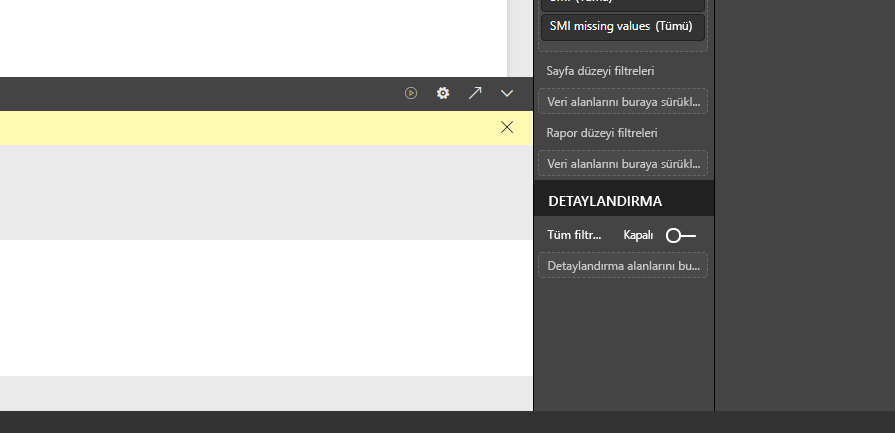 SMI missing values (Tümü)
Sayfa düzeyi filtreleri
Veri alanlarını buraya sürükl...
Rapor düzeyi filtreleri
Veri alanlarını buraya sürükl...
DETAYLANDIRMA
Tüm filtr... Kapalı
Detaylandırma alanlarını bu...